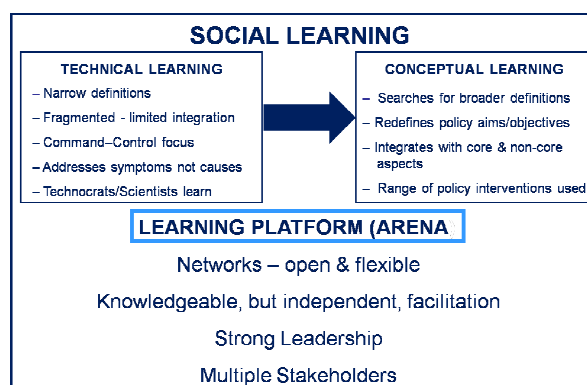 SOCIAL LEARNING
TECHNICAL LEARNING
– Narrow definitions
– Fragmented - limited integration
– Command–Control focus
– Addresses symptoms not causes
– Technocrats/Scientists learn
CONCEPTUAL LEARNING
– Searches for broader definitions
– Redefines policy aims/objectives
– Integrates with core & non-core
aspects
– Range of policy interventions used
LEARNING PLATFORM (ARENA
Networks – open & flexible
Knowledgeable, but independent, facilitation
Strong Leadership
Multiple Stakeholders